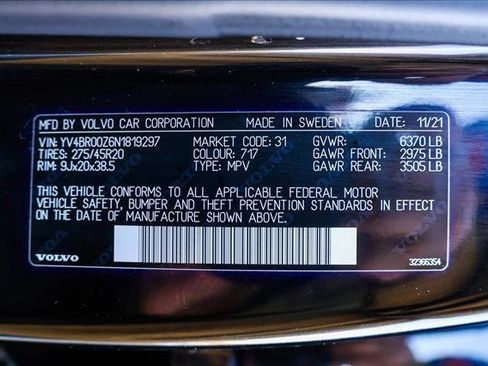 MFD BY VOLVO CAR CORPORATION MADE IN SWEDEN DATE: 11/21
VIN: YV4BR00Z6N1819297 MARKET CODE: 31 GVWR: 6370 LB
TIRES: 275/45R20 COLOUR: 717 GAWR FRONT: 2975 LB
RIM: 9Jx20x38.5 TYPE: MPV GAWR REAR: 3505 LB
THIS VEHICLE CONFORMS TO ALL APPLICABLE FEDERAL MOTOR
VEHICLE SAFETY, BUMPER AND THEFT PREVENTION STANDARDS IN EFFECT
ON THE DATE OF MANUFACTURE SHOWN ABOVE.
VOLVO 32366354